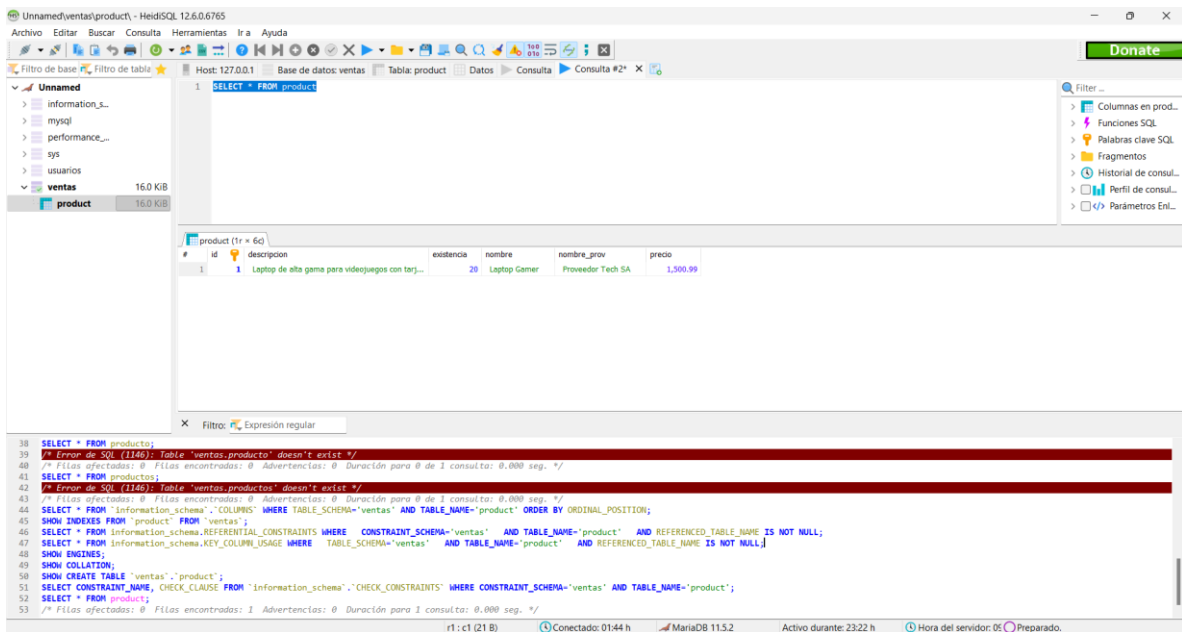 Unnamed\ventas\product\ - HeidiSQL 12.6.0.6765
Archivo Editar Buscar Consulta Herramientas Ir a Ayuda
Donate
Filtro de base Filtro de tabla Host: 127.0.0.1 Base de datos: ventas Tabla: product Datos Consulta Consulta #2*
Unnamed
information_s...
mysql
performance_...
sys
usuarios
ventas 16.0 KiB
product 16.0 KiB
1 SELECT * FROM product
Filter ...
Columnas en prod...
Funciones SQL
Palabras clave SQL
Fragmentos
Historial de consul...
Perfil de consul...
Parámetros Enl...
product (1r × 6c)
# id descripcion existencia nombre nombre_prov precio
1 1 Laptop de alta gama para videojuegos con tarj... 20 Laptop Gamer Proveedor Tech SA 1,500.99
Filtro: Expresión regular
38 SELECT * FROM producto;
39 /* Error de SQL (1146): Table 'ventas.producto' doesn't exist */
40 /* Filas afectadas: 0 Filas encontradas: 0 Advertencias: 0 Duración para 0 de 1 consulta: 0.000 seg. */
41 SELECT * FROM productos;
42 /* Error de SQL (1146): Table 'ventas.productos' doesn't exist */
43 /* Filas afectadas: 0 Filas encontradas: 0 Advertencias: 0 Duración para 0 de 1 consulta: 0.000 seg. */
44 SELECT * FROM `information_schema`.`COLUMNS` WHERE TABLE_SCHEMA='ventas' AND TABLE_NAME='product' ORDER BY ORDINAL_POSITION;
45 SHOW INDEXES FROM `product` FROM `ventas`;
46 SELECT * FROM information_schema.REFERENTIAL_CONSTRAINTS WHERE CONSTRAINT_SCHEMA='ventas' AND TABLE_NAME='product' AND REFERENCED_TABLE_NAME IS NOT NULL;
47 SELECT * FROM information_schema.KEY_COLUMN_USAGE WHERE TABLE_SCHEMA='ventas' AND TABLE_NAME='product' AND REFERENCED_TABLE_NAME IS NOT NULL;
48 SHOW ENGINES;
49 SHOW COLLATION;
50 SHOW CREATE TABLE `ventas`.`product`;
51 SELECT CONSTRAINT_NAME, CHECK_CLAUSE FROM `information_schema`.`CHECK_CONSTRAINTS` WHERE CONSTRAINT_SCHEMA='ventas' AND TABLE_NAME='product';
52 SELECT * FROM product;
53 /* Filas afectadas: 0 Filas encontradas: 1 Advertencias: 0 Duración para 1 consulta: 0.000 seg. */
r1 : c1 (21 B) Conectado: 01:44 h MariaDB 11.5.2 Activo durante: 23:22 h Hora del servidor: Preparado.